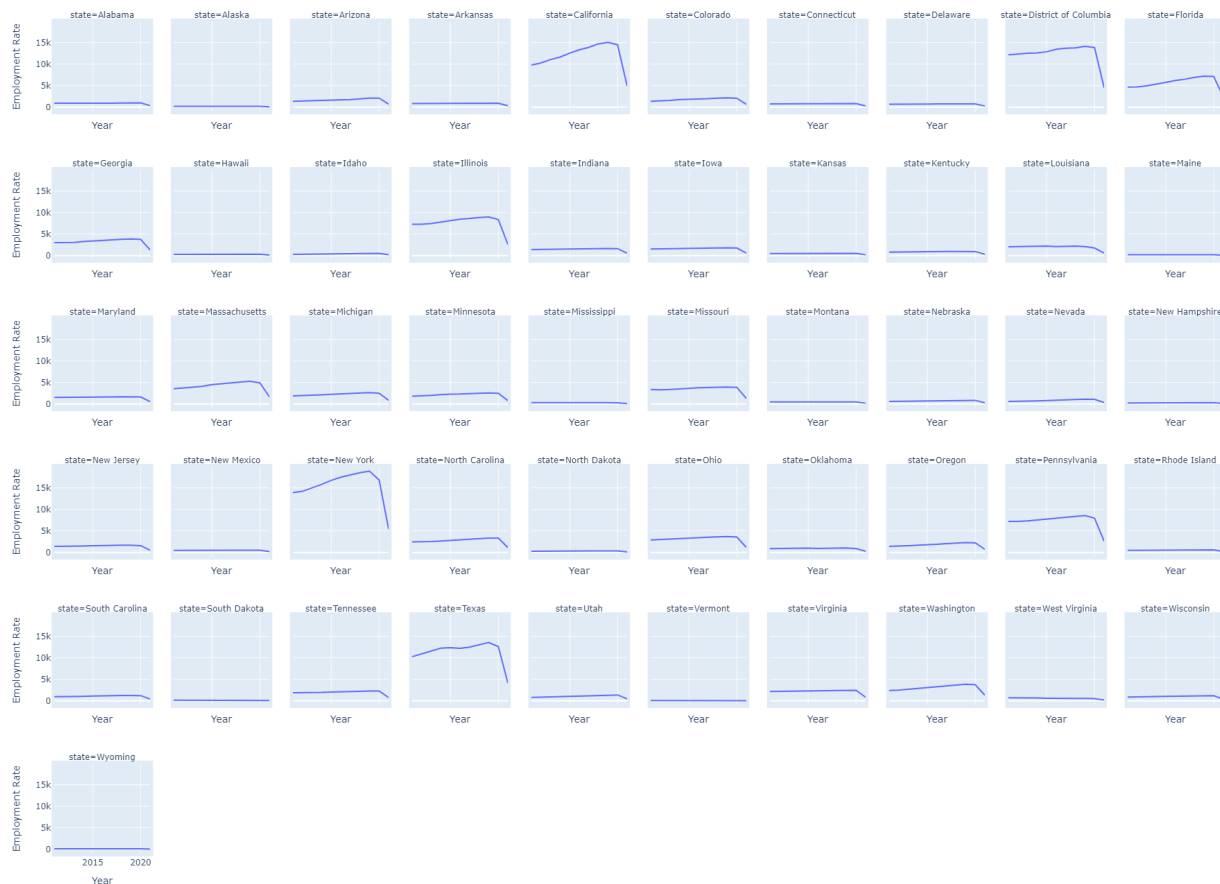 state=Alabama state=Alaska state=Arizona state=Arkansas state=California state=Colorado state=Connecticut state=Delaware state=District of Columbia state=Florida
Employment Rate
15k
10k
5k
0
Year Year Year Year Year Year Year Year Year Year
state=Georgia state=Hawaii state=Idaho state=Illinois state=Indiana state=Iowa state=Kansas state=Kentucky state=Louisiana state=Maine
Employment Rate
15k
10k
5k
0
Year Year Year Year Year Year Year Year Year Year
state=Maryland state=Massachusetts state=Michigan state=Minnesota state=Mississippi state=Missouri state=Montana state=Nebraska state=Nevada state=New Hampshire
Employment Rate
15k
10k
5k
0
Year Year Year Year Year Year Year Year Year Year
state=New Jersey state=New Mexico state=New York state=North Carolina state=North Dakota state=Ohio state=Oklahoma state=Oregon state=Pennsylvania state=Rhode Island
Employment Rate
15k
10k
5k
0
Year Year Year Year Year Year Year Year Year Year
state=South Carolina state=South Dakota state=Tennessee state=Texas state=Utah state=Vermont state=Virginia state=Washington state=West Virginia state=Wisconsin
Employment Rate
15k
10k
5k
0
Year Year Year Year Year Year Year Year Year Year
state=Wyoming
Employment Rate
15k
10k
5k
0
2015 2020
Year